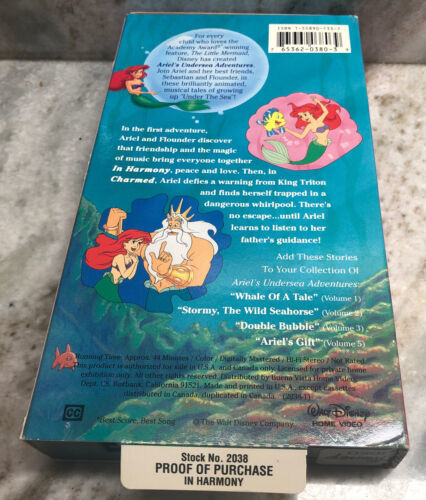 ISBN 1-55890-733-2
7 65362 03803 3
For every
child who loves the
Academy Award*-winning
feature, The Little Mermaid,
Disney has created
Ariel's Undersea Adventures.
Join Ariel and her best friends,
Sebastian and Flounder, in
these brilliantly animated,
musical tales of growing
up "Under The Sea"!
In the first adventure,
Ariel and Flounder discover
that friendship and the magic
of music bring everyone together
In Harmony, peace and love. Then, in
Charmed, Ariel defies a warning from King Triton
and finds herself trapped in a
dangerous whirlpool. There's
no escape...until Ariel
learns to listen to her
father's guidance!
Add These Stories
To Your Collection Of
Ariel's Undersea Adventures:
"Whale Of A Tale" (Volume 1)
"Stormy, The Wild Seahorse" (Volume 2)
"Double Bubble" (Volume 3)
"Ariel's Gift" (Volume 5)
Running Time: Approx. 44 Minutes / Color / Digitally Mastered / Hi-Fi Stereo / Not Rated
This product is authorized for sale in U.S.A. and Canada only. Licensed for private home
exhibition only. All other rights reserved. Distributed by Buena Vista Home Video,
Dept. CS, Burbank, California 91521. Made and printed in U.S.A., except cassettes
distributed in Canada, duplicated in Canada.
CC
*Best Score, Best Song
© The Walt Disney Company.
Walt Disney
HOME VIDEO
Stock No. 2038
PROOF OF PURCHASE
IN HARMONY